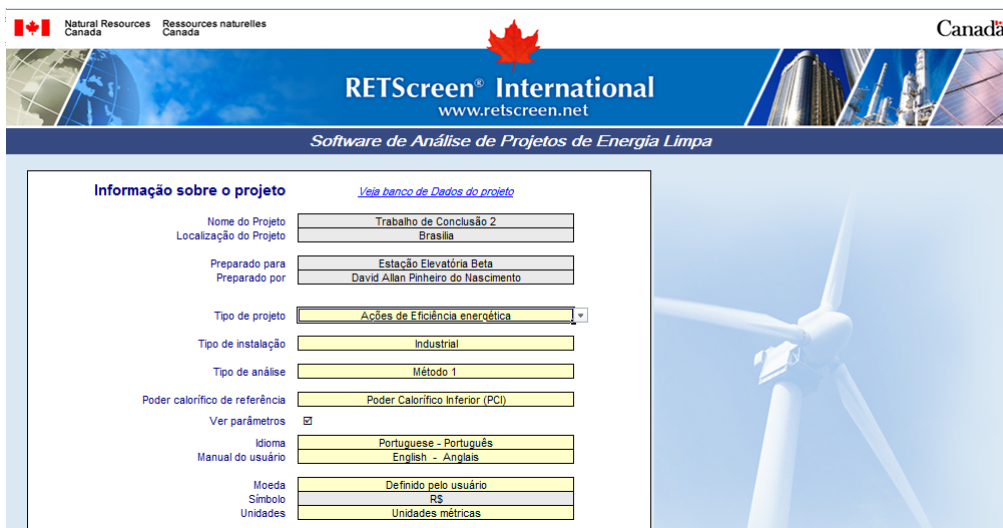 Natural Resources Canada
Ressources naturelles Canada
Canada
RETScreen® International
www.retscreen.net
Software de Análise de Projetos de Energia Limpa
Informação sobre o projeto
Veja banco de Dados do projeto
Nome do Projeto Trabalho de Conclusão 2
Localização do Projeto Brasilia
Preparado para Estação Elevatória Beta
Preparado por David Allan Pinheiro do Nascimento
Tipo de projeto Ações de Eficiência energética
Tipo de instalação Industrial
Tipo de análise Método 1
Poder calorífico de referência Poder Calorífico Inferior (PCI)
Ver parâmetros
Idioma Portuguese - Português
Manual do usuário English - Anglais
Moeda Definido pelo usuário
Símbolo R$
Unidades Unidades métricas